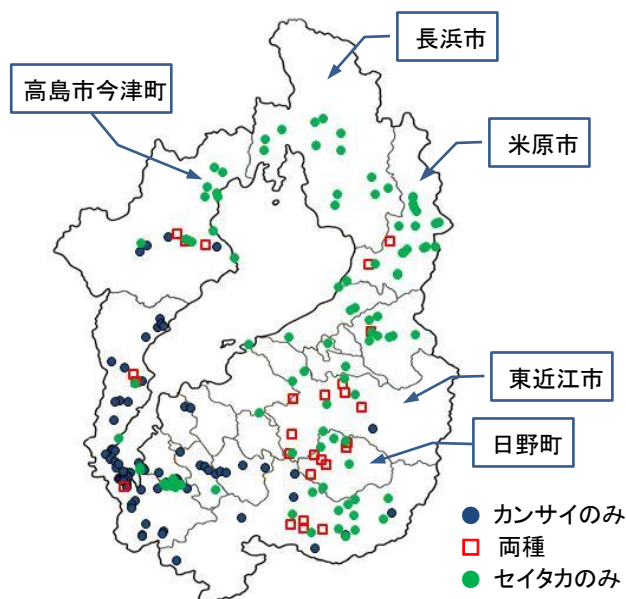 長浜市
高島市今津町
米原市
東近江市
日野町
カンサイのみ
両種
セイタカのみ